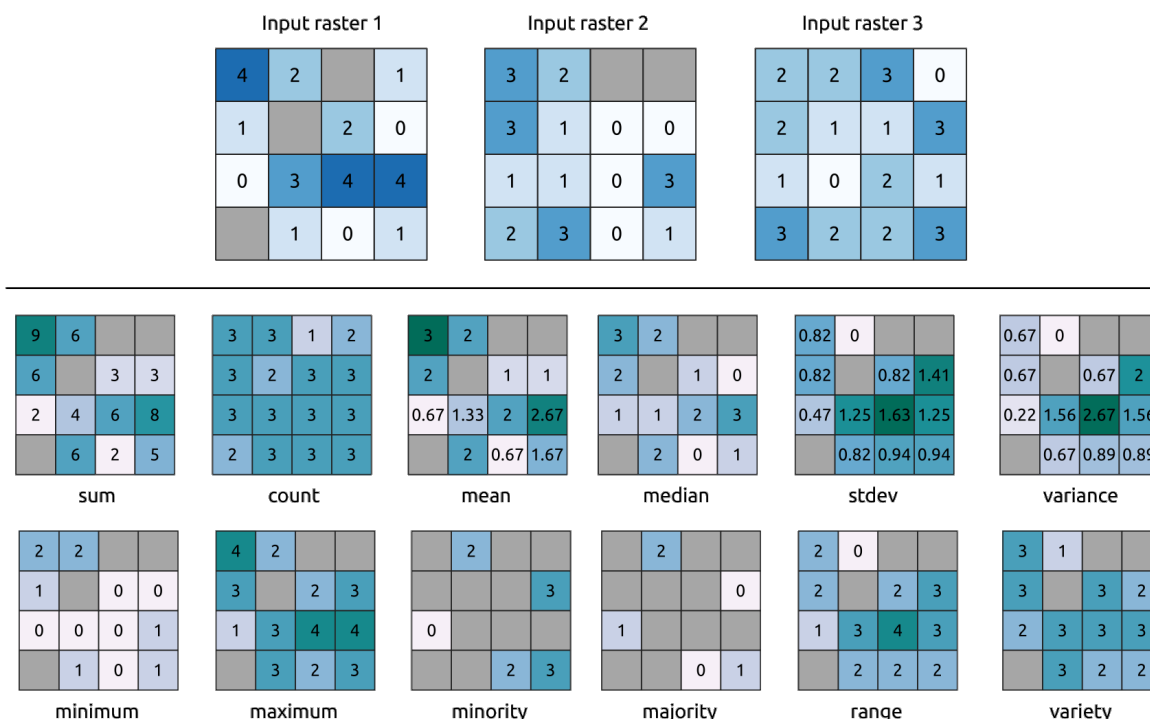 Input raster 1 Input raster 2 Input raster 3
4 2 1 3 2 2 2 3 0
1 2 0 3 1 0 0 2 1 1 3
0 3 4 4 1 1 0 3 1 0 2 1
1 0 1 2 3 0 1 3 2 2 3
9 6 3 3 1 2 3 2 3 2 0.82 0 0.67 0
6 3 3 3 2 3 3 2 1 1 2 1 0 0.82 0.82 1.41 0.67 0.67 2
2 4 6 8 3 3 3 3 0.67 1.33 2 2.67 1 1 2 3 0.47 1.25 1.63 1.25 0.22 1.56 2.67 1.56
6 2 5 2 3 3 3 2 0.67 1.67 2 0 1 0.82 0.94 0.94 0.67 0.89 0.89
sum count mean median stdev variance
2 2 4 2 2 2 2 0 3 1
1 0 0 3 2 3 3 0 2 2 3 3 3 2
0 0 0 1 1 3 4 4 0 1 1 3 4 3 2 3 3 3
1 0 1 3 2 3 2 3 0 1 2 2 2 3 2 2
minimum maximum minority majority range variety